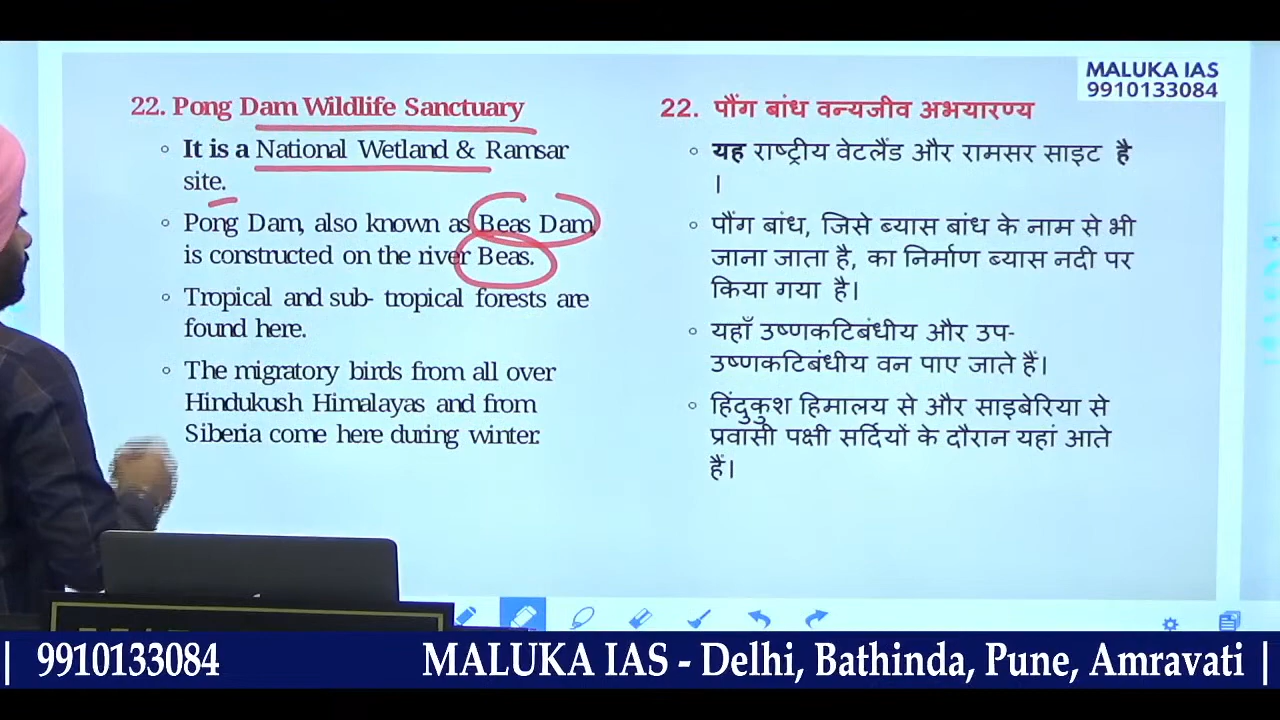 MALUKA IAS
9910133084
22. Pong Dam Wildlife Sanctuary
It is a National Wetland & Ramsar
site.
Pong Dam, also known as Beas Dam,
is constructed on the river Beas.
Tropical and sub- tropical forests are
found here.
The migratory birds from all over
Hindukush Himalayas and from
Siberia come here during winter.
22. पौंग बांध वन्यजीव अभयारण्य
यह राष्ट्रीय वेटलैंड और रामसर साइट है
।
पौंग बांध, जिसे ब्यास बांध के नाम से भी
जाना जाता है, का निर्माण ब्यास नदी पर
किया गया है।
यहाँ उष्णकटिबंधीय और उप-
उष्णकटिबंधीय वन पाए जाते हैं।
हिंदुकुश हिमालय से और साइबेरिया से
प्रवासी पक्षी सर्दियों के दौरान यहां आते
हैं।
| 9910133084 MALUKA IAS - Delhi, Bathinda, Pune, Amravati |